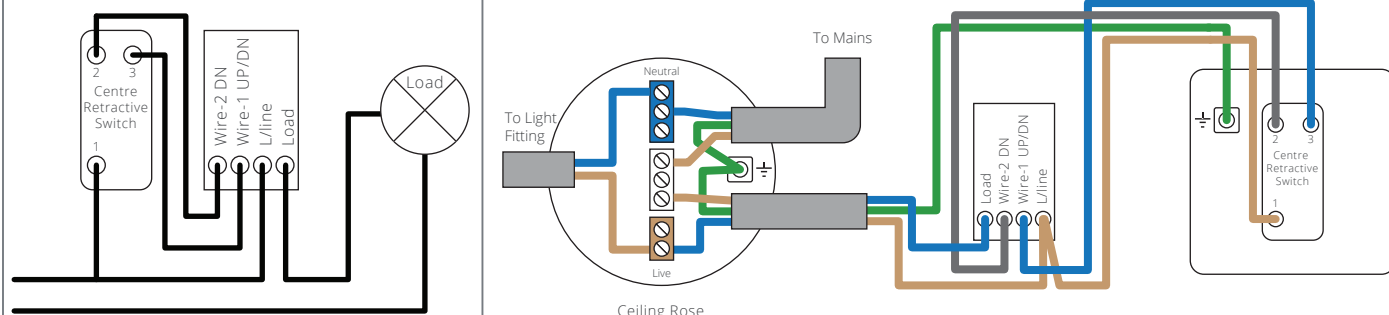 2
3
Centre
Retractive
Switch
1
Wire-2 DN
Wire-1 UP/DN
L/line
Load
Load
To Mains
Neutral
To Light
Fitting
Live
Ceiling Rose
Load
Wire-2 DN
Wire-1 UP/DN
L/line
2
3
Centre
Retractive
Switch
1